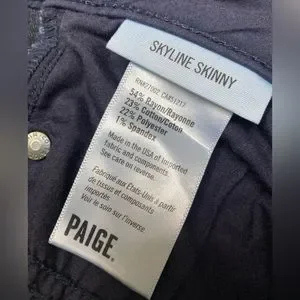 SKYLINE SKINNY
54% Rayon/Rayonne
23% Cotton/Coton
22% Polyester
1% Spandex
Made in the USA of imported
fabric and components.
See care on reverse.
Fabriqué aux États-Unis à partir
de tissus et composants
importés.
Voir le soin sur l'inverse.
PAIGE.